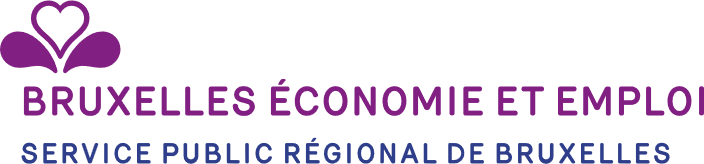 BRUXELLES ÉCONOMIE ET EMPLOI
SERVICE PUBLIC RÉGIONAL DE BRUXELLES